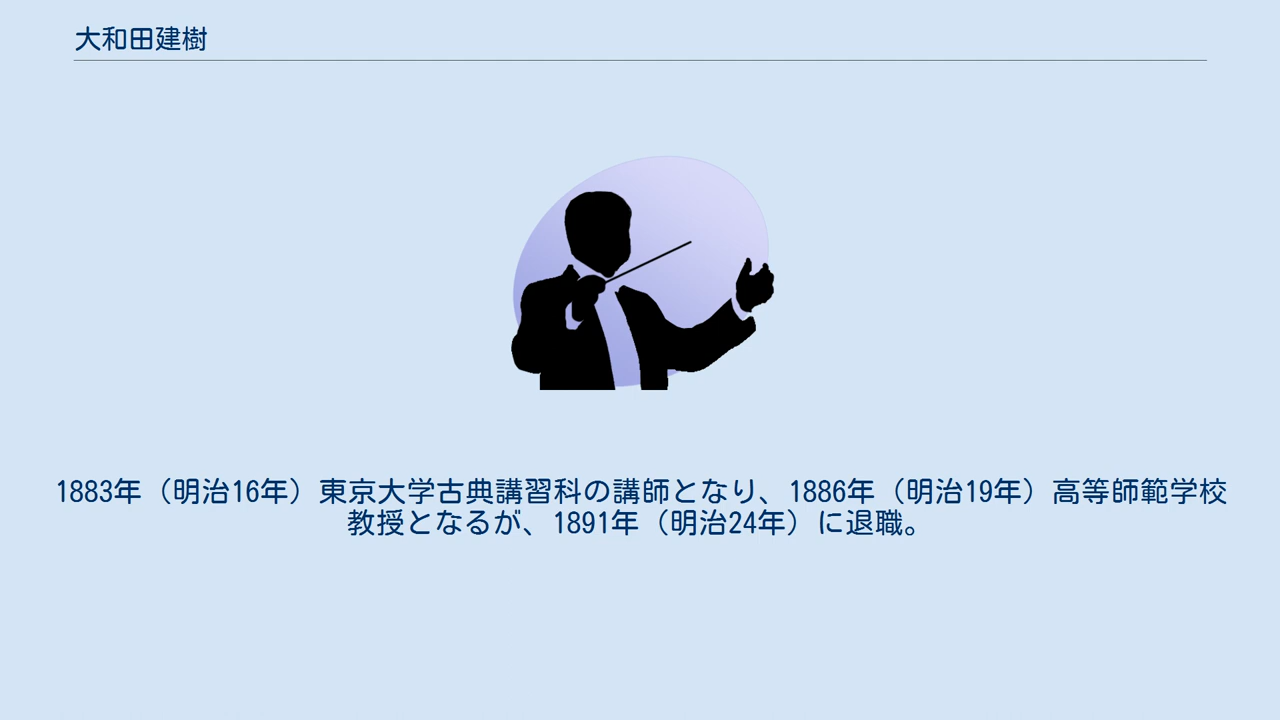 大和田建樹
1883年（明治16年）東京大学古典講習科の講師となり、1886年（明治19年）高等師範学校
教授となるが、1891年（明治24年）に退職。